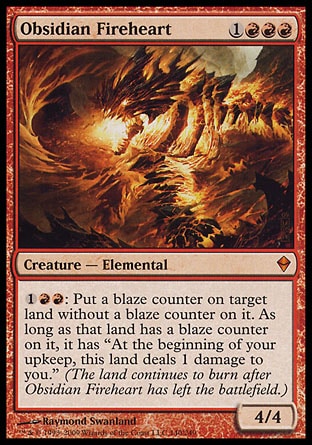 Obsidian Fireheart 1
Creature — Elemental
1: Put a blaze counter on target
land without a blaze counter on it. As
long as that land has a blaze counter
on it, it has “At the beginning of your
upkeep, this land deals 1 damage to
you.” (The land continues to burn after
Obsidian Fireheart has left the battlefield.)
Raymond Swanland
4/4